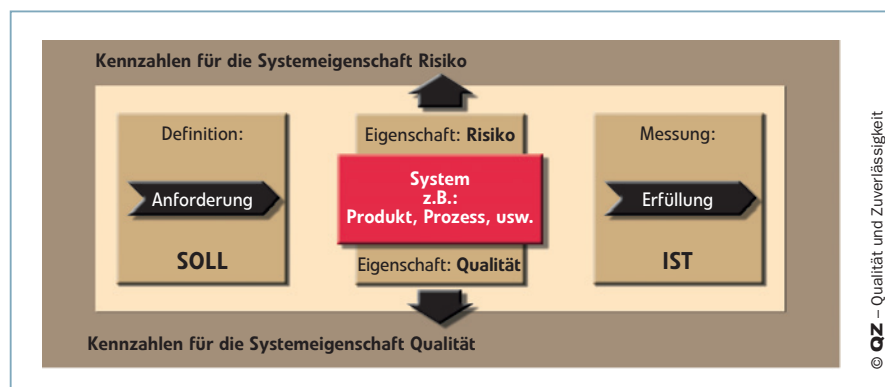 Kennzahlen für die Systemeigenschaft Risiko
Definition:
Anforderung
SOLL
Eigenschaft: Risiko
System
z.B.:
Produkt, Prozess, usw.
Eigenschaft: Qualität
Messung:
Erfüllung
IST
Kennzahlen für die Systemeigenschaft Qualität
© QZ – Qualität und Zuverlässigkeit